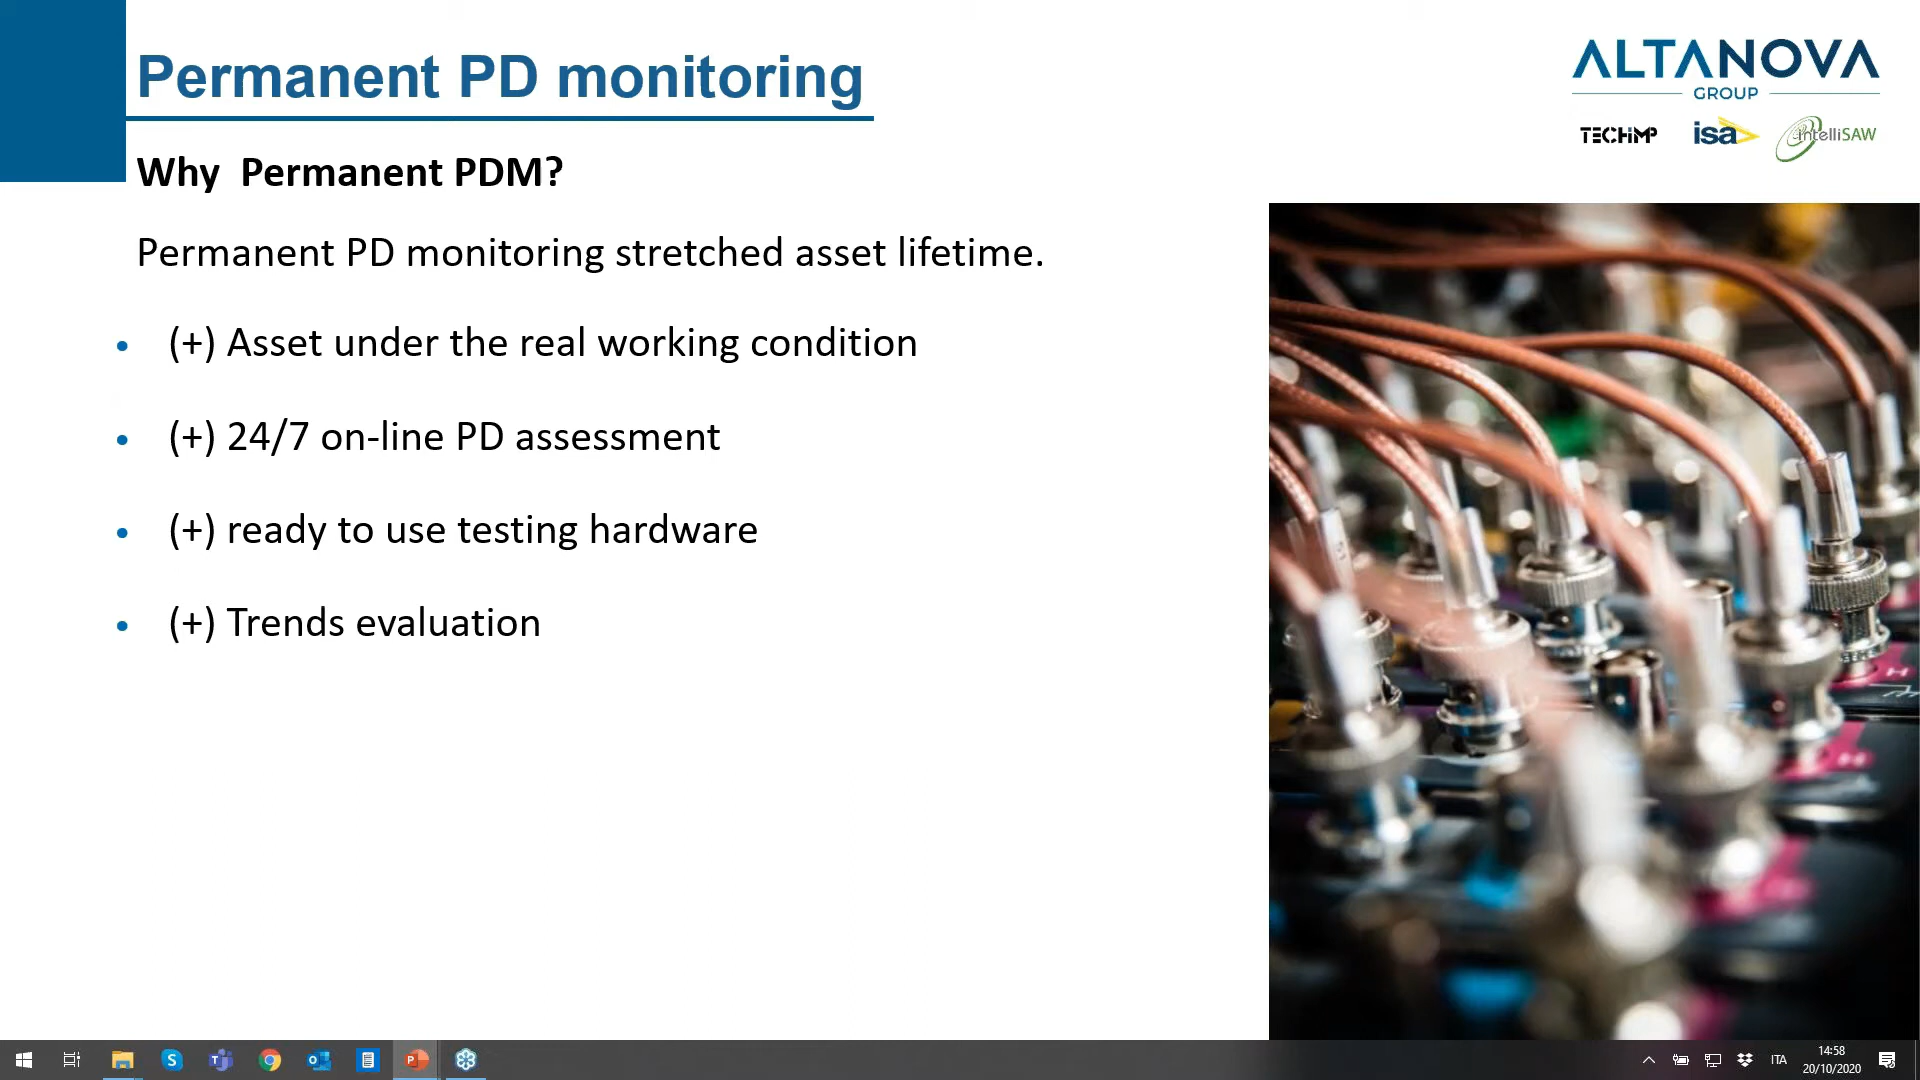 Permanent PD monitoring
ALTANOVA
GROUP
TECHIMP isa intelliSAW
Why Permanent PDM?
Permanent PD monitoring stretched asset lifetime.
• (+) Asset under the real working condition
• (+) 24/7 on-line PD assessment
• (+) ready to use testing hardware
• (+) Trends evaluation
ITA
14:58
20/10/2020